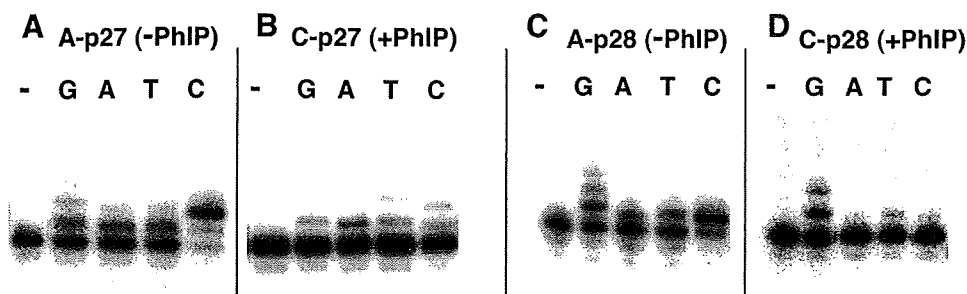 A A-p27 (-PhIP)
- G A T C
B C-p27 (+PhIP)
- G A T C
C A-p28 (-PhIP)
- G A T C
D C-p28 (+PhIP)
- G A T C